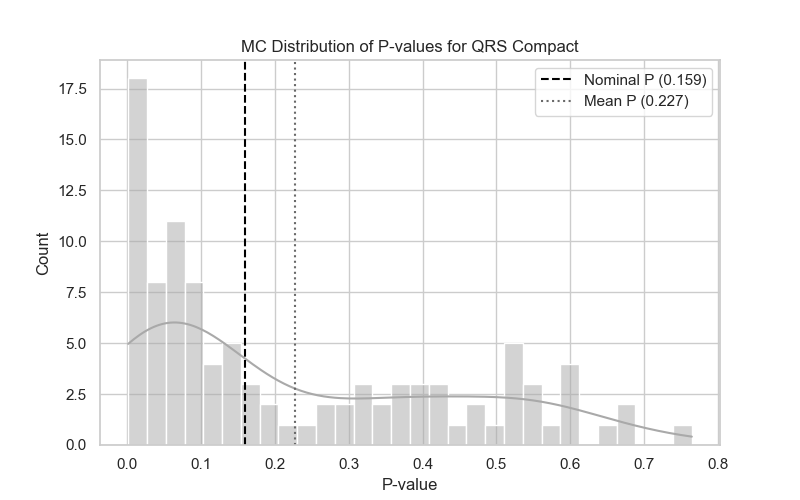 MC Distribution of P-values for QRS Compact
Nominal P (0.159)
Mean P (0.227)
17.5
15.0
12.5
10.0
7.5
5.0
2.5
0.0
Count
0.0 0.1 0.2 0.3 0.4 0.5 0.6 0.7 0.8
P-value